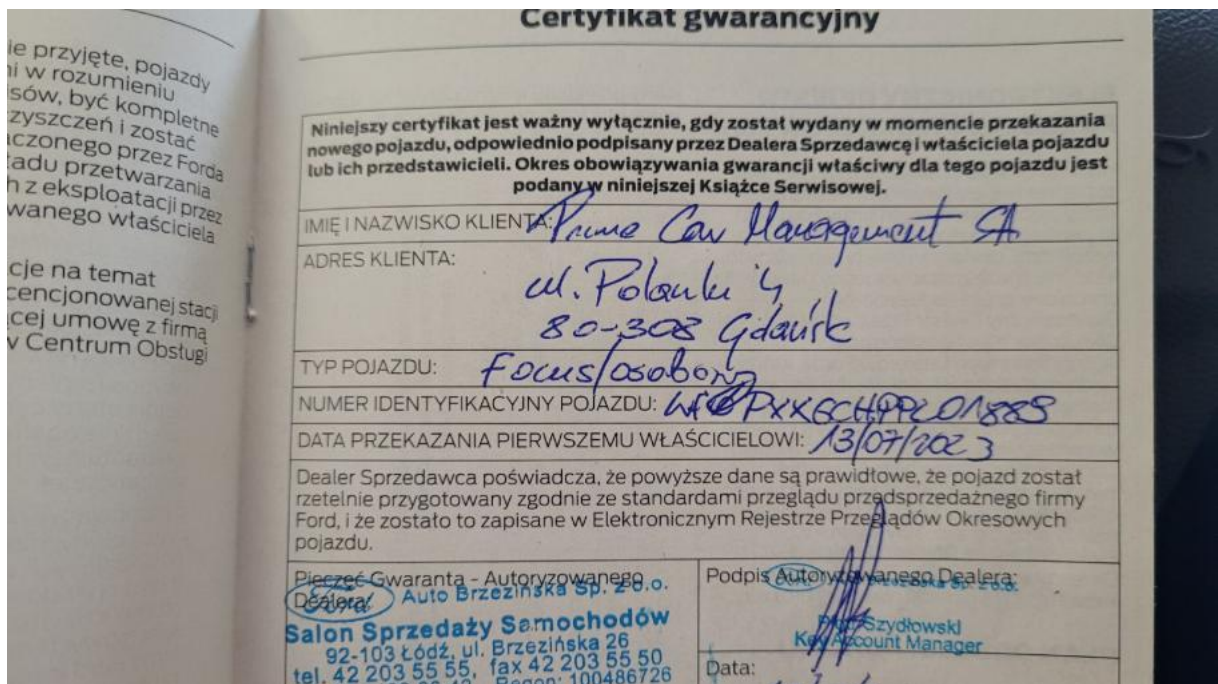 ie przyjęte, pojazdy
ni w rozumieniu
sów, być kompletne
zyszczeń i zostać
czonego przez Forda
adu przetwarzania
h z eksploatacji przez
wanego właściciela
cje na temat
cencjonowanej stacji
cej umowę z firmą
w Centrum Obsługi
Certyfikat gwarancyjny
Niniejszy certyfikat jest ważny wyłącznie, gdy został wydany w momencie przekazania
nowego pojazdu, odpowiednio podpisany przez Dealera Sprzedawcę i właściciela pojazdu
lub ich przedstawicieli. Okres obowiązywania gwarancji właściwy dla tego pojazdu jest
podany w niniejszej Książce Serwisowej.
IMIĘ I NAZWISKO KLIENTA: Prime Car Management SA
ADRES KLIENTA:
ul. Polanki 4
80-308 Gdańsk
TYP POJAZDU: Focus/osobowy
NUMER IDENTYFIKACYJNY POJAZDU:
DATA PRZEKAZANIA PIERWSZEMU WŁAŚCICIELOWI: 13/07/2023
Dealer Sprzedawca poświadcza, że powyższe dane są prawidłowe, że pojazd został
rzetelnie przygotowany zgodnie ze standardami przeglądu przedsprzedażnego firmy
Ford, i że zostało to zapisane w Elektronicznym Rejestrze Przeglądów Okresowych
pojazdu.
Pieczęć Gwaranta - Autoryzowanego
Dealera:
Ford Auto Brzezińska Sp. z o.o.
Salon Sprzedaży Samochodów
92-103 Łódź, ul. Brzezińska 26
tel. 42 203 55 55, fax 42 203 55 50
Regon: 100486726
Podpis Autoryzowanego Dealera:
Szydłowski
Key Account Manager
Data: